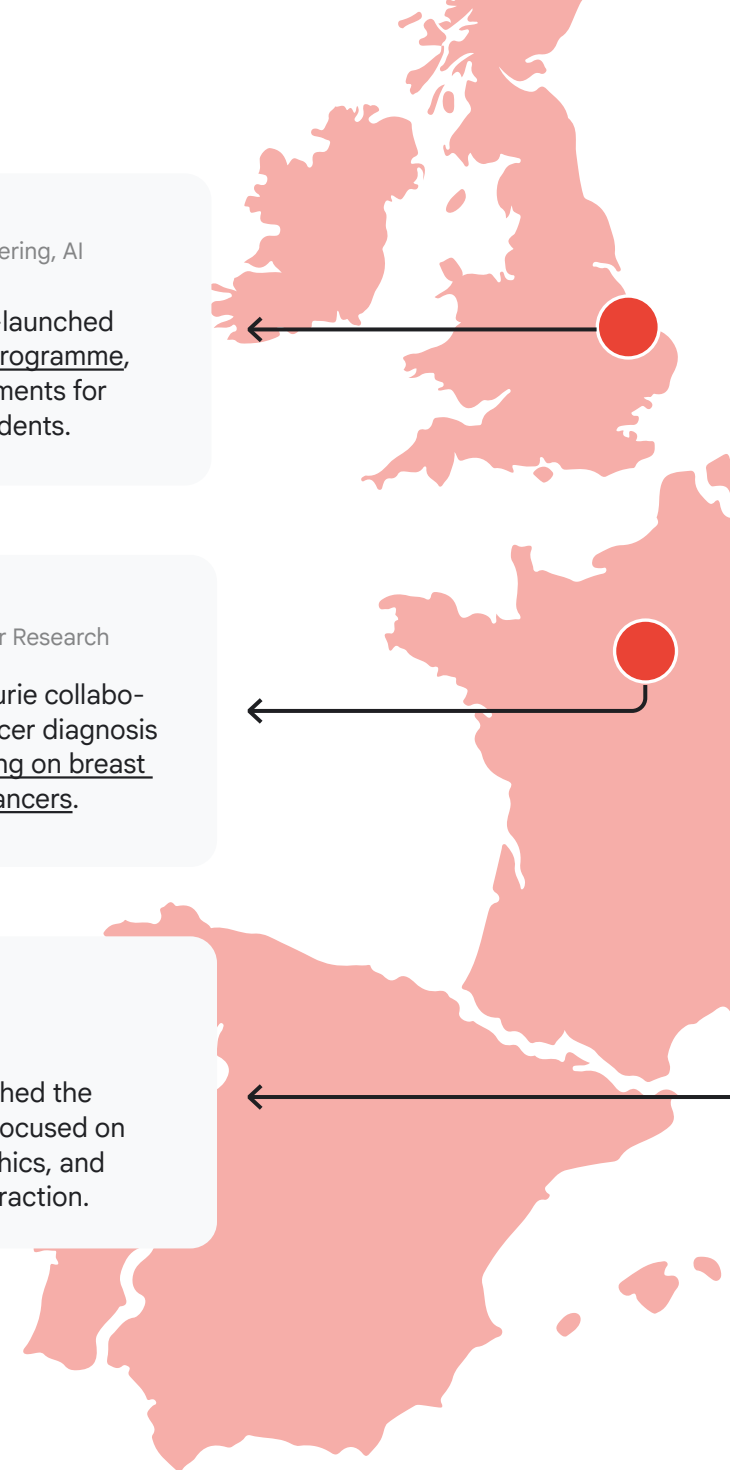 ering, AI
launched
rogramme,
ments for
dents.
r Research
urie collabo-
cer diagnosis
ng on breast
ancers.
hed the
ocused on
hics, and
raction.